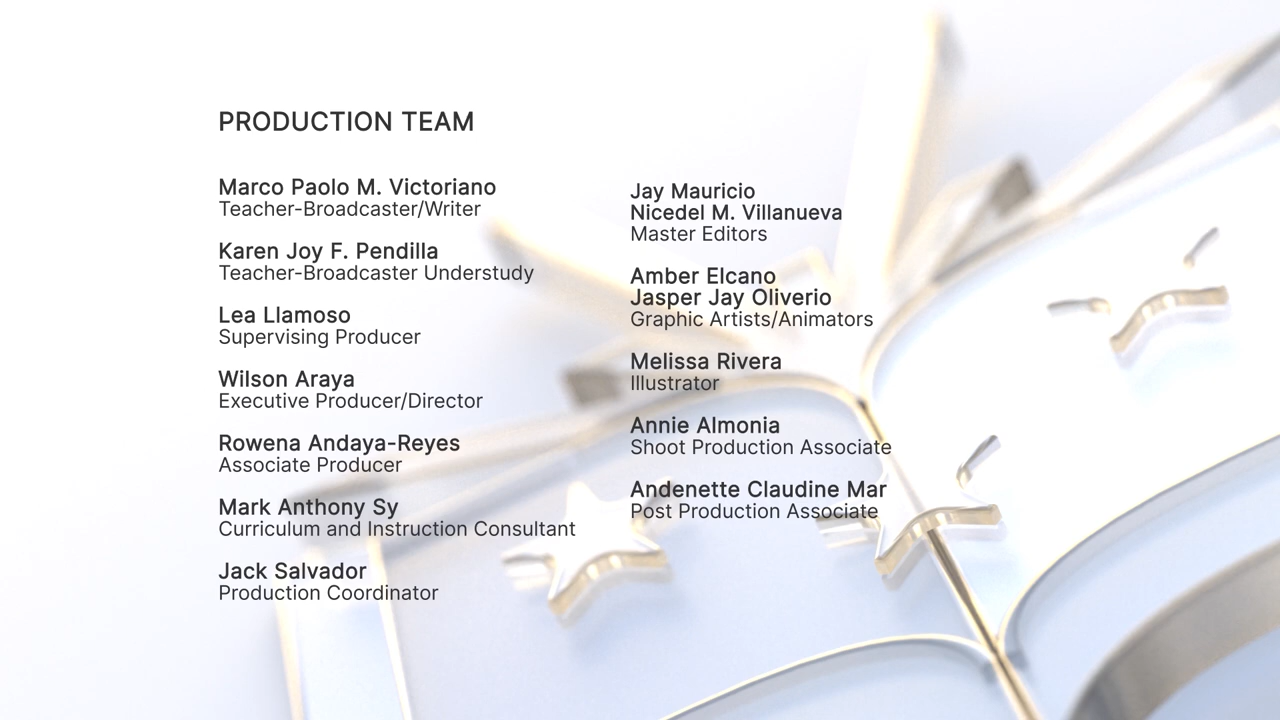 PRODUCTION TEAM
Marco Paolo M. Victoriano
Teacher-Broadcaster/Writer
Karen Joy F. Pendilla
Teacher-Broadcaster Understudy
Lea Llamoso
Supervising Producer
Wilson Araya
Executive Producer/Director
Rowena Andaya-Reyes
Associate Producer
Mark Anthony Sy
Curriculum and Instruction Consultant
Jack Salvador
Production Coordinator
Jay Mauricio
Nicedel M. Villanueva
Master Editors
Amber Elcano
Jasper Jay Oliverio
Graphic Artists/Animators
Melissa Rivera
Illustrator
Annie Almonia
Shoot Production Associate
Andenette Claudine Mar
Post Production Associate